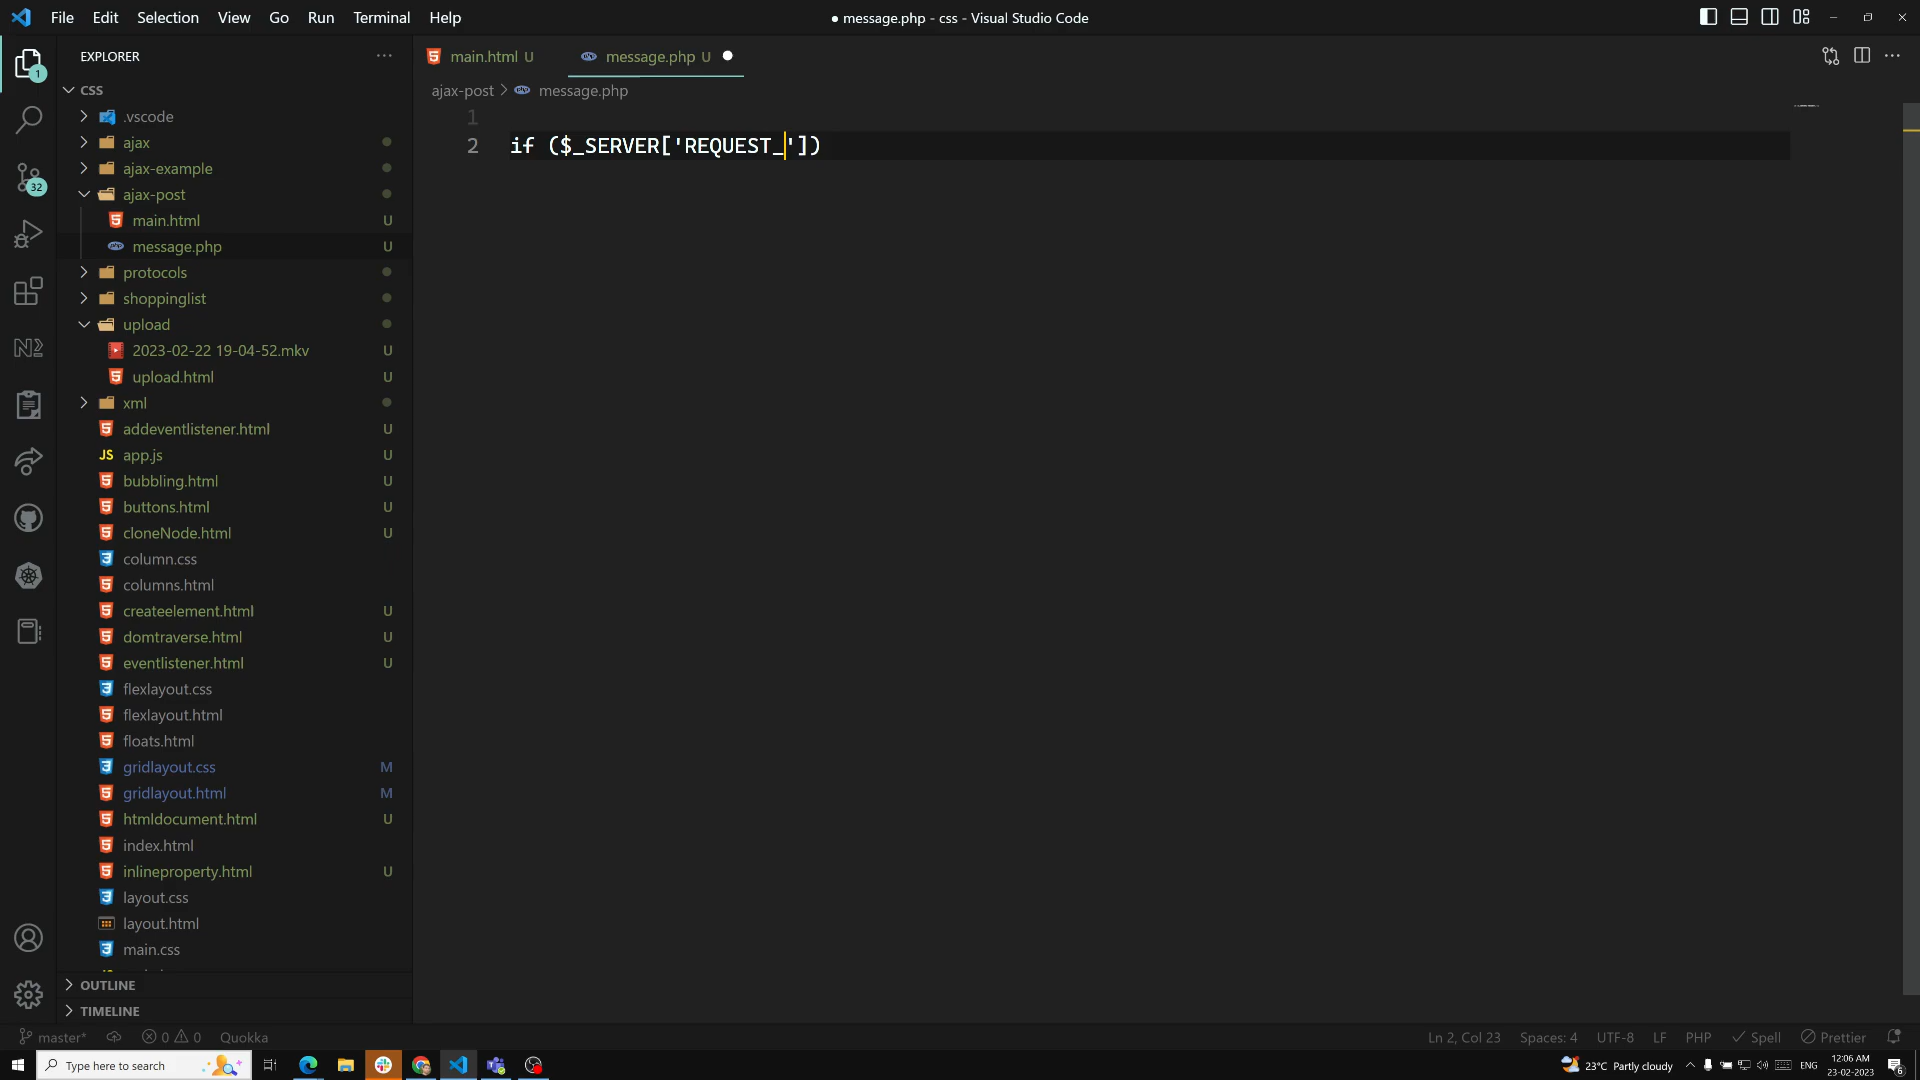 File Edit Selection View Go Run Terminal Help
● message.php - css - Visual Studio Code
EXPLORER
main.html U
message.php U
ajax-post > message.php
CSS
.vscode
ajax
ajax-example
ajax-post
main.html U
message.php U
protocols
shoppinglist
upload
2023-02-22 19-04-52.mkv U
upload.html U
xml
addeventlistener.html U
JS app.js U
bubbling.html U
buttons.html U
cloneNode.html U
column.css
columns.html
createelement.html U
domtraverse.html U
eventlistener.html U
flexlayout.css
flexlayout.html
floats.html
gridlayout.css M
gridlayout.html M
htmldocument.html U
index.html
inlineproperty.html U
layout.css
layout.html
main.css
OUTLINE
TIMELINE
1
2 if ($_SERVER['REQUEST_'])
1
32
master* 0 0 Quokka
Ln 2, Col 23 Spaces: 4 UTF-8 LF PHP Spell Prettier
Type here to search
23°C Partly cloudy ENG
12:06 AM
23-02-2023
6